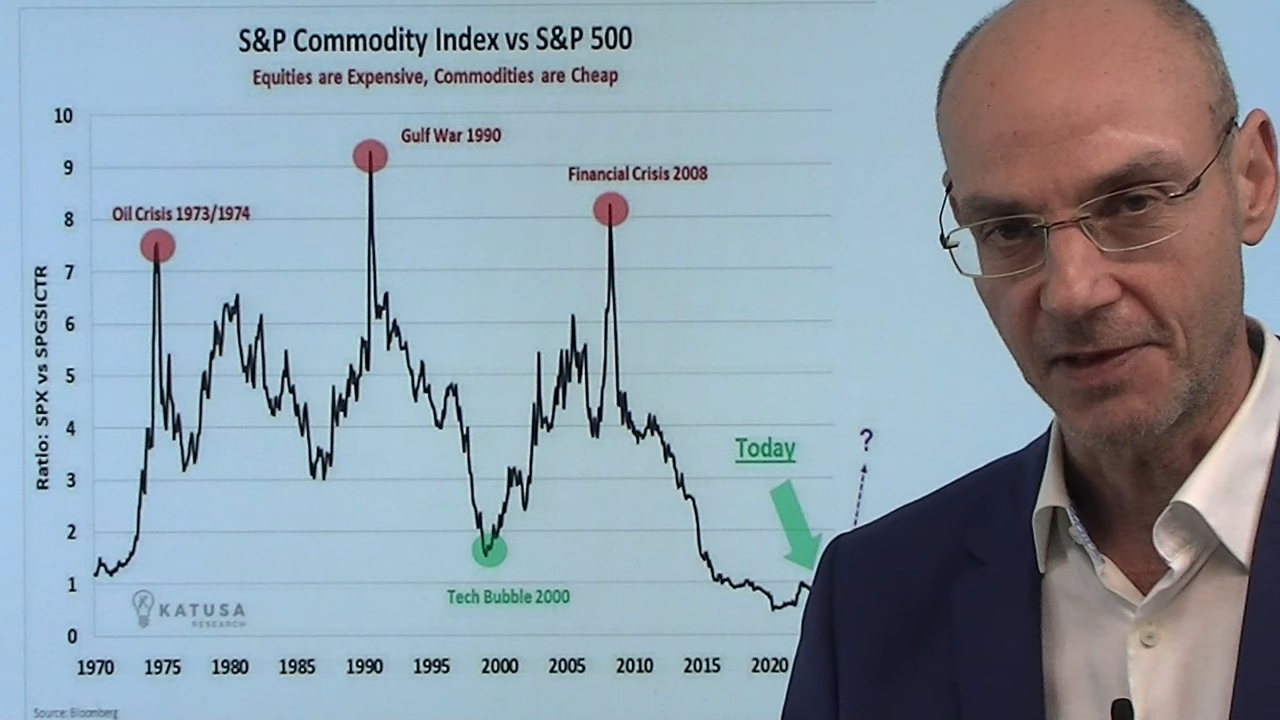 S&P Commodity Index vs S&P 500
Equities are Expensive, Commodities are Cheap
10
9
8
7
6
5
4
3
2
1
0
Ratio: SPX vs SPGSICTR
Gulf War 1990
Financial Crisis 2008
Oil Crisis 1973/1974
?
Today
Tech Bubble 2000
KATUSA
RESEARCH
1970 1975 1980 1985 1990 1995 2000 2005 2010 2015 2020
Source: Bloomberg